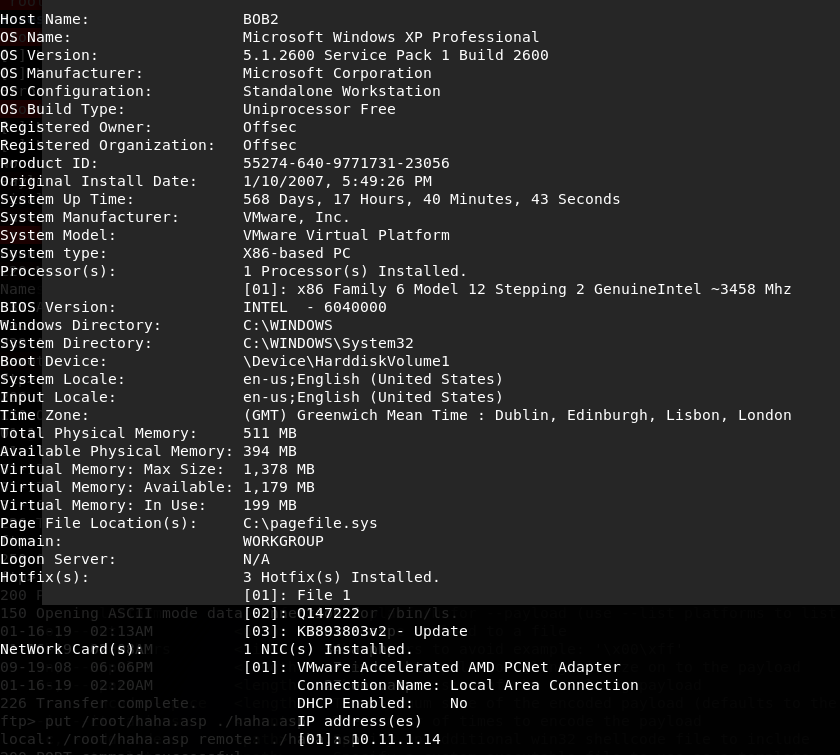 Host Name: BOB2
OS Name: Microsoft Windows XP Professional
OS Version: 5.1.2600 Service Pack 1 Build 2600
OS Manufacturer: Microsoft Corporation
OS Configuration: Standalone Workstation
OS Build Type: Uniprocessor Free
Registered Owner: Offsec
Registered Organization: Offsec
Product ID: 55274-640-9771731-23056
Original Install Date: 1/10/2007, 5:49:26 PM
System Up Time: 568 Days, 17 Hours, 40 Minutes, 43 Seconds
System Manufacturer: VMware, Inc.
System Model: VMware Virtual Platform
System type: X86-based PC
Processor(s): 1 Processor(s) Installed.
[01]: x86 Family 6 Model 12 Stepping 2 GenuineIntel ~3458 Mhz
BIOS Version: INTEL  - 6040000
Windows Directory: C:\WINDOWS
System Directory: C:\WINDOWS\System32
Boot Device: \Device\HarddiskVolume1
System Locale: en-us;English (United States)
Input Locale: en-us;English (United States)
Time Zone: (GMT) Greenwich Mean Time : Dublin, Edinburgh, Lisbon, London
Total Physical Memory: 511 MB
Available Physical Memory: 394 MB
Virtual Memory: Max Size: 1,378 MB
Virtual Memory: Available: 1,179 MB
Virtual Memory: In Use: 199 MB
Page File Location(s): C:\pagefile.sys
Domain: WORKGROUP
Logon Server: N/A
Hotfix(s): 3 Hotfix(s) Installed.
[01]: File 1
150 Opening ASCII mode data [02]: Q147222 or /bin/ls.
01-16-19 02:13AM [03]: KB893803v2 - Update
NetWork Card(s): 1 NIC(s) Installed.
09-19-08 06:06PM [01]: VMware Accelerated AMD PCNet Adapter
01-16-19 02:20AM Connection Name: Local Area Connection
226 Transfer complete. DHCP Enabled: No
ftp> put /root/haha.asp ./haha.as IP address(es)
local: /root/haha.asp remote: ./ha [01]: 10.11.1.14